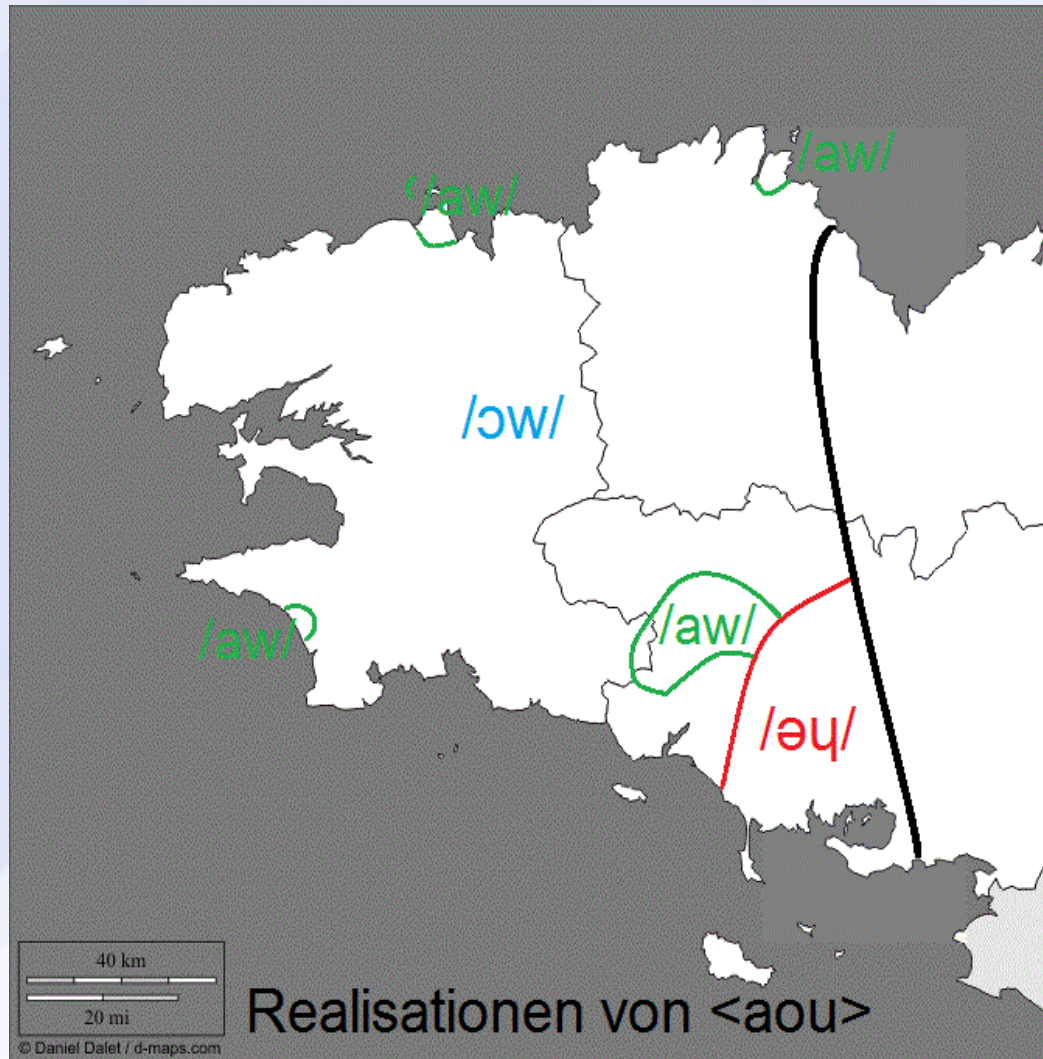 /aw/
‘/aw/
/ɔw/
/aw/
/aw/
/əɥ/
40 km
20 mi
Realisationen von <aou>
© Daniel Dalet / d-maps.com